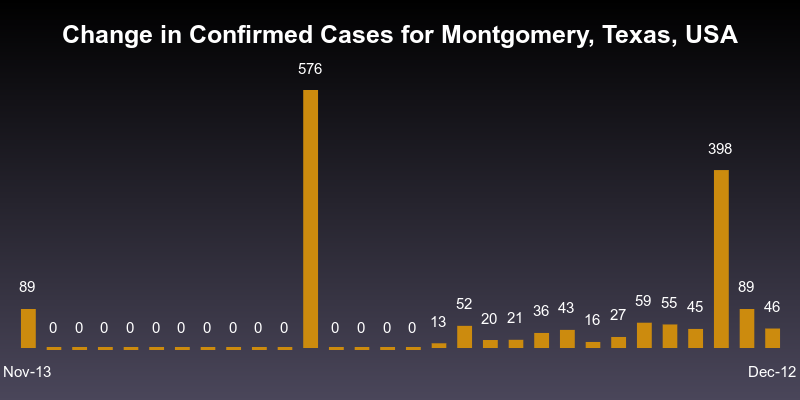 Change in Confirmed Cases for Montgomery, Texas, USA
576
398
89
0 0 0 0 0 0 0 0 0 0 0 0 0 0 13 52 20 21 36 43 16 27 59 55 45 89 46
Nov-13 Dec-12